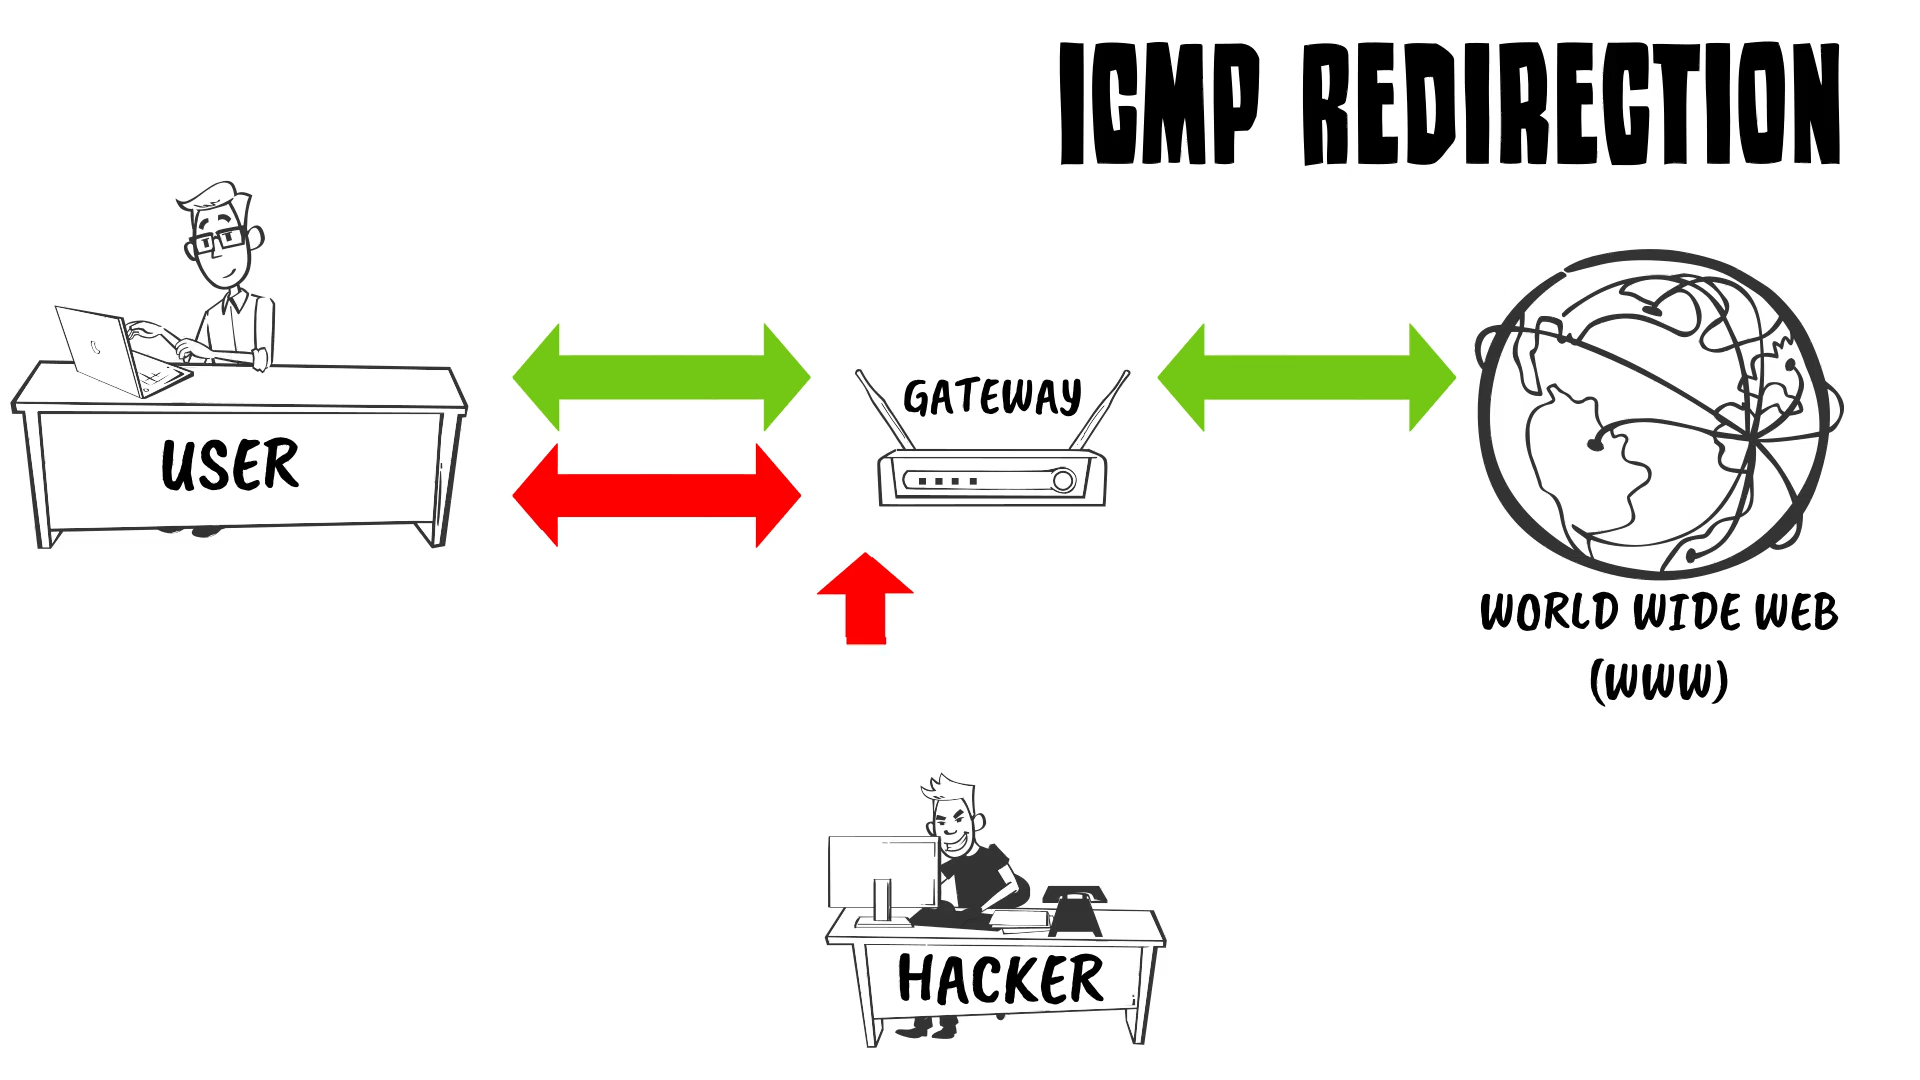 ICMP REDIRECTION
USER
GATEWAY
WORLD WIDE WEB
(WWW)
HACKER